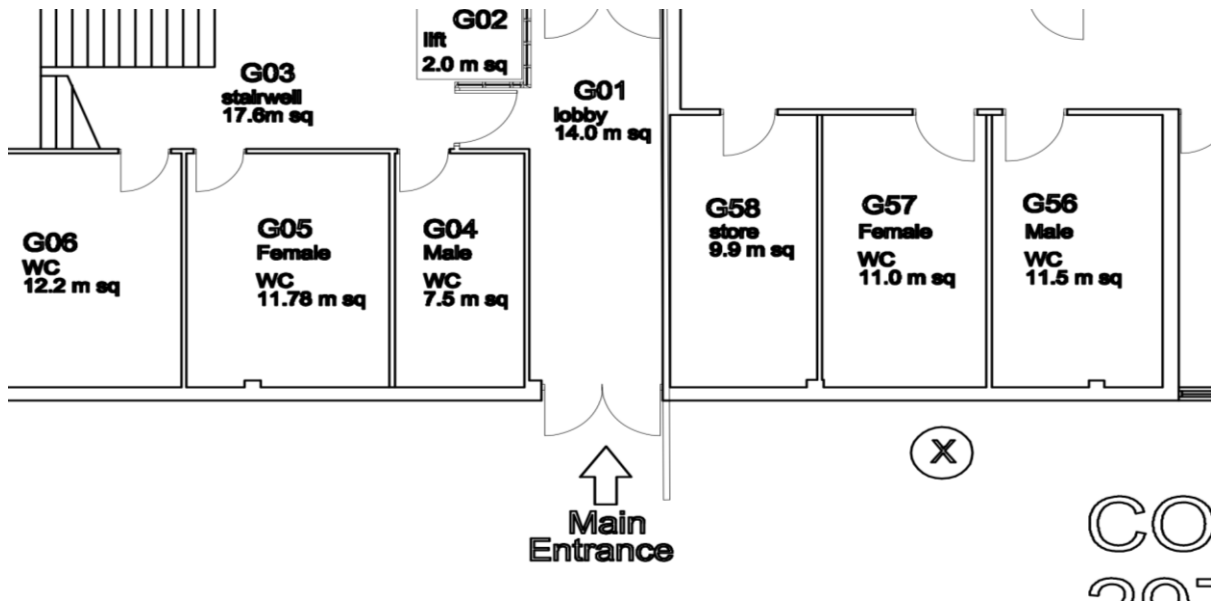 G02
lift
2.0 m sq
G03
stairwell
17.6m sq
G01
lobby
14.0 m sq
G06
WC
12.2 m sq
G05
Female
WC
11.78 m sq
G04
Male
WC
7.5 m sq
G58
store
9.9 m sq
G57
Female
WC
11.0 m sq
G56
Male
WC
11.5 m sq
X
Main
Entrance
CO